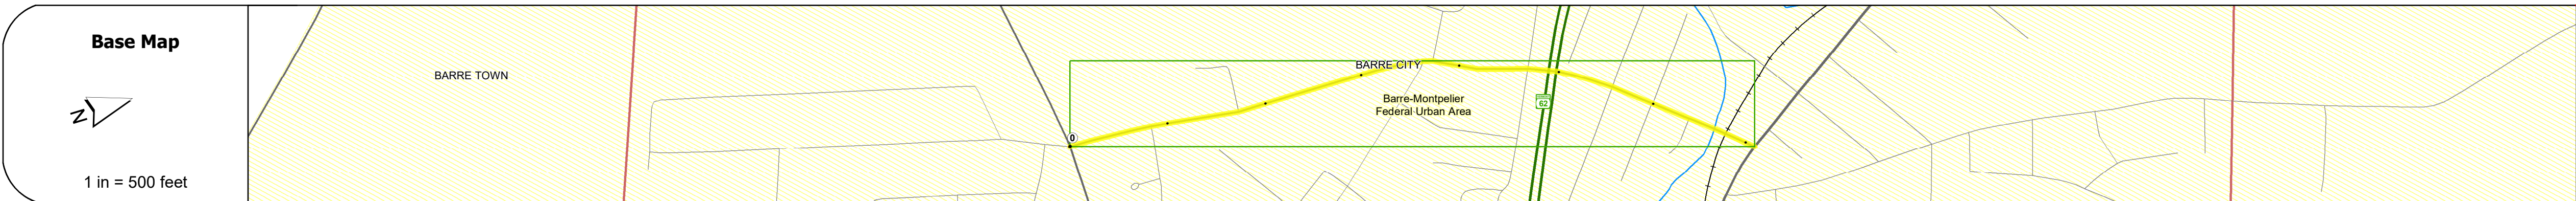 Base Map
N
1 in = 500 feet
BARRE TOWN
0
BARRE CITY
Barre-Montpelier
Federal Urban Area
62